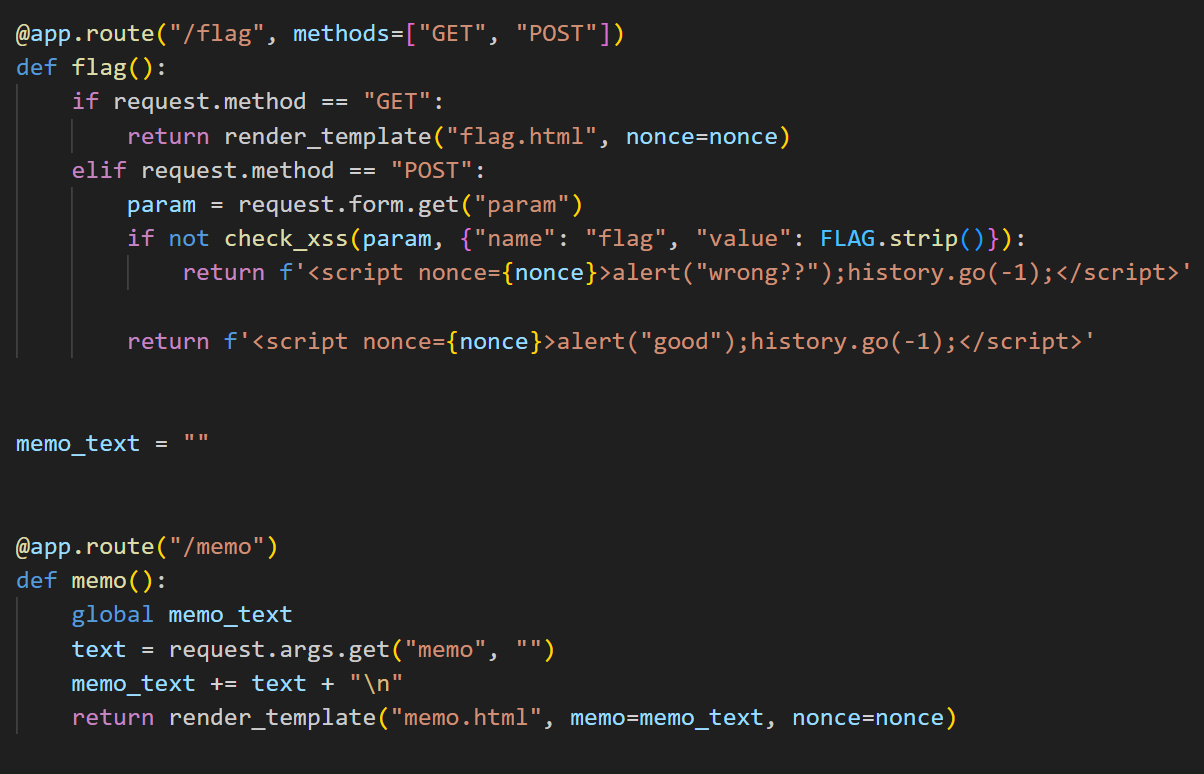 @app.route("/flag", methods=["GET", "POST"])
def flag():
    if request.method == "GET":
        return render_template("flag.html", nonce=nonce)
    elif request.method == "POST":
        param = request.form.get("param")
        if not check_xss(param, {"name": "flag", "value": FLAG.strip()}):
            return f'<script nonce={nonce}>alert("wrong??");history.go(-1);</script>'
        return f'<script nonce={nonce}>alert("good");history.go(-1);</script>'
memo_text = ""
@app.route("/memo")
def memo():
    global memo_text
    text = request.args.get("memo", "")
    memo_text += text + "\n"
    return render_template("memo.html", memo=memo_text, nonce=nonce)